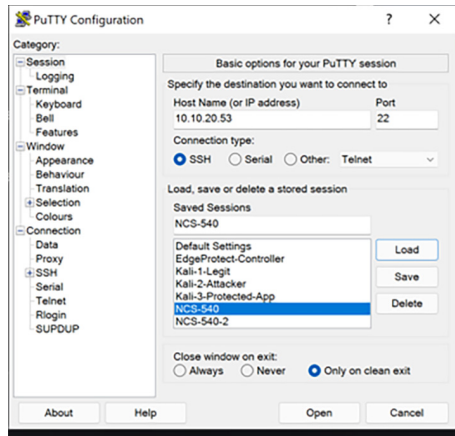 PuTTY Configuration
? X
Category:
Session
Logging
Terminal
Keyboard
Bell
Features
Window
Appearance
Behaviour
Translation
Selection
Colours
Connection
Data
Proxy
SSH
Serial
Telnet
Rlogin
SUPDUP
Basic options for your PuTTY session
Specify the destination you want to connect to
Host Name (or IP address) Port
10.10.20.53 22
Connection type:
SSH Serial Other: Telnet
Load, save or delete a stored session
Saved Sessions
NCS-540
Default Settings
EdgeProtect-Controller
Kali-1-Legit
Kali-2-Attacker
Kali-3-Protected-App
NCS-540
NCS-540-2
Load
Save
Delete
Close window on exit:
Always Never Only on clean exit
About Help Open Cancel